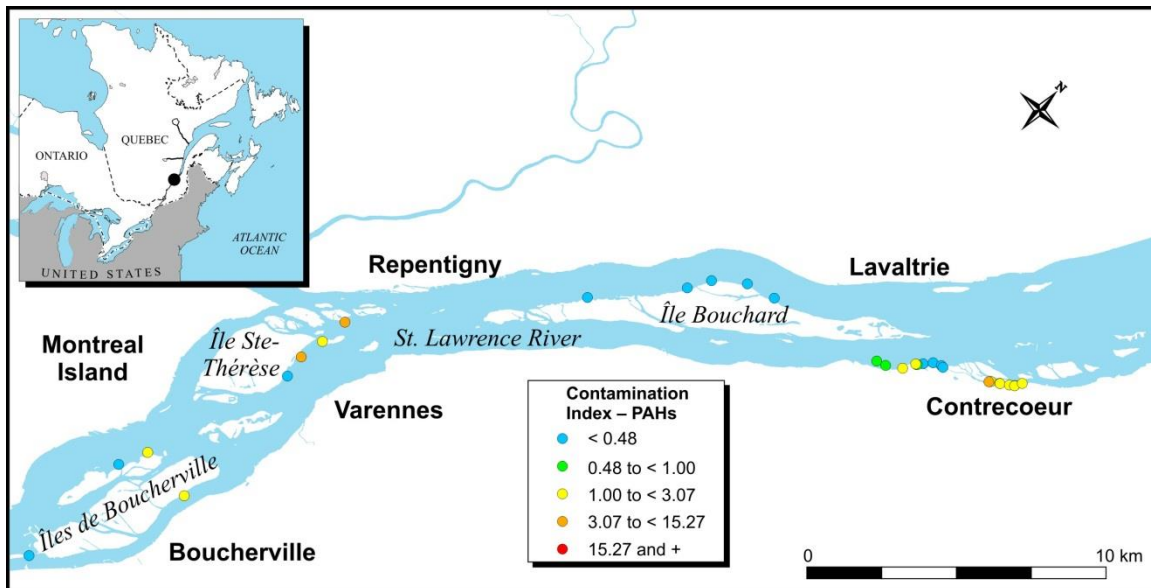 QUEBEC
ONTARIO
ATLANTIC
OCEAN
UNITED STATES
N
Repentigny
Lavaltrie
Île Bouchard
Île Ste-
Thérèse
St. Lawrence River
Montreal
Island
Varennes
Contrecoeur
Îles de Boucherville
Boucherville
Contamination
Index – PAHs
< 0.48
0.48 to < 1.00
1.00 to < 3.07
3.07 to < 15.27
15.27 and +
0 10 km